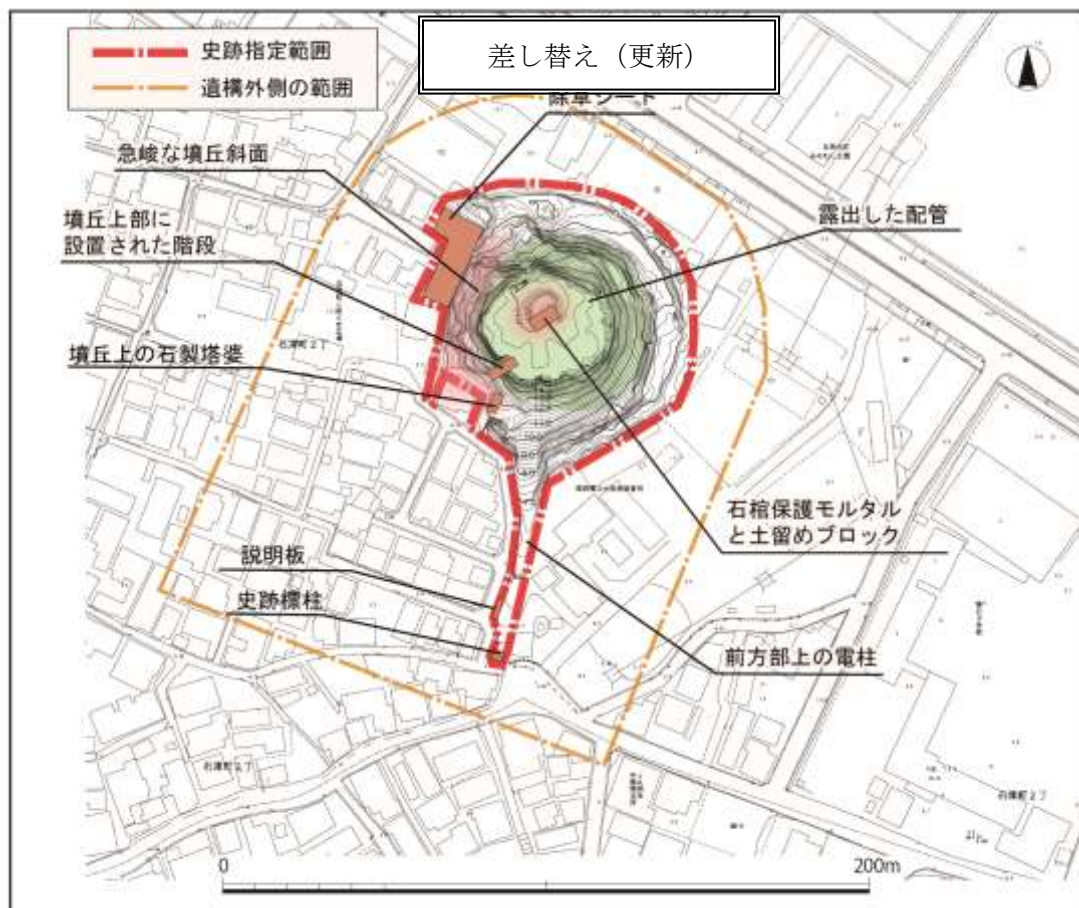 史跡指定範囲
遺構外側の範囲
差し替え（更新）
除草シート
急峻な墳丘斜面
墳丘上部に
設置された階段
露出した配管
墳丘上の石製塔婆
石棺保護モルタル
と土留めブロック
説明板
史跡標柱
前方部上の電柱
0
200m